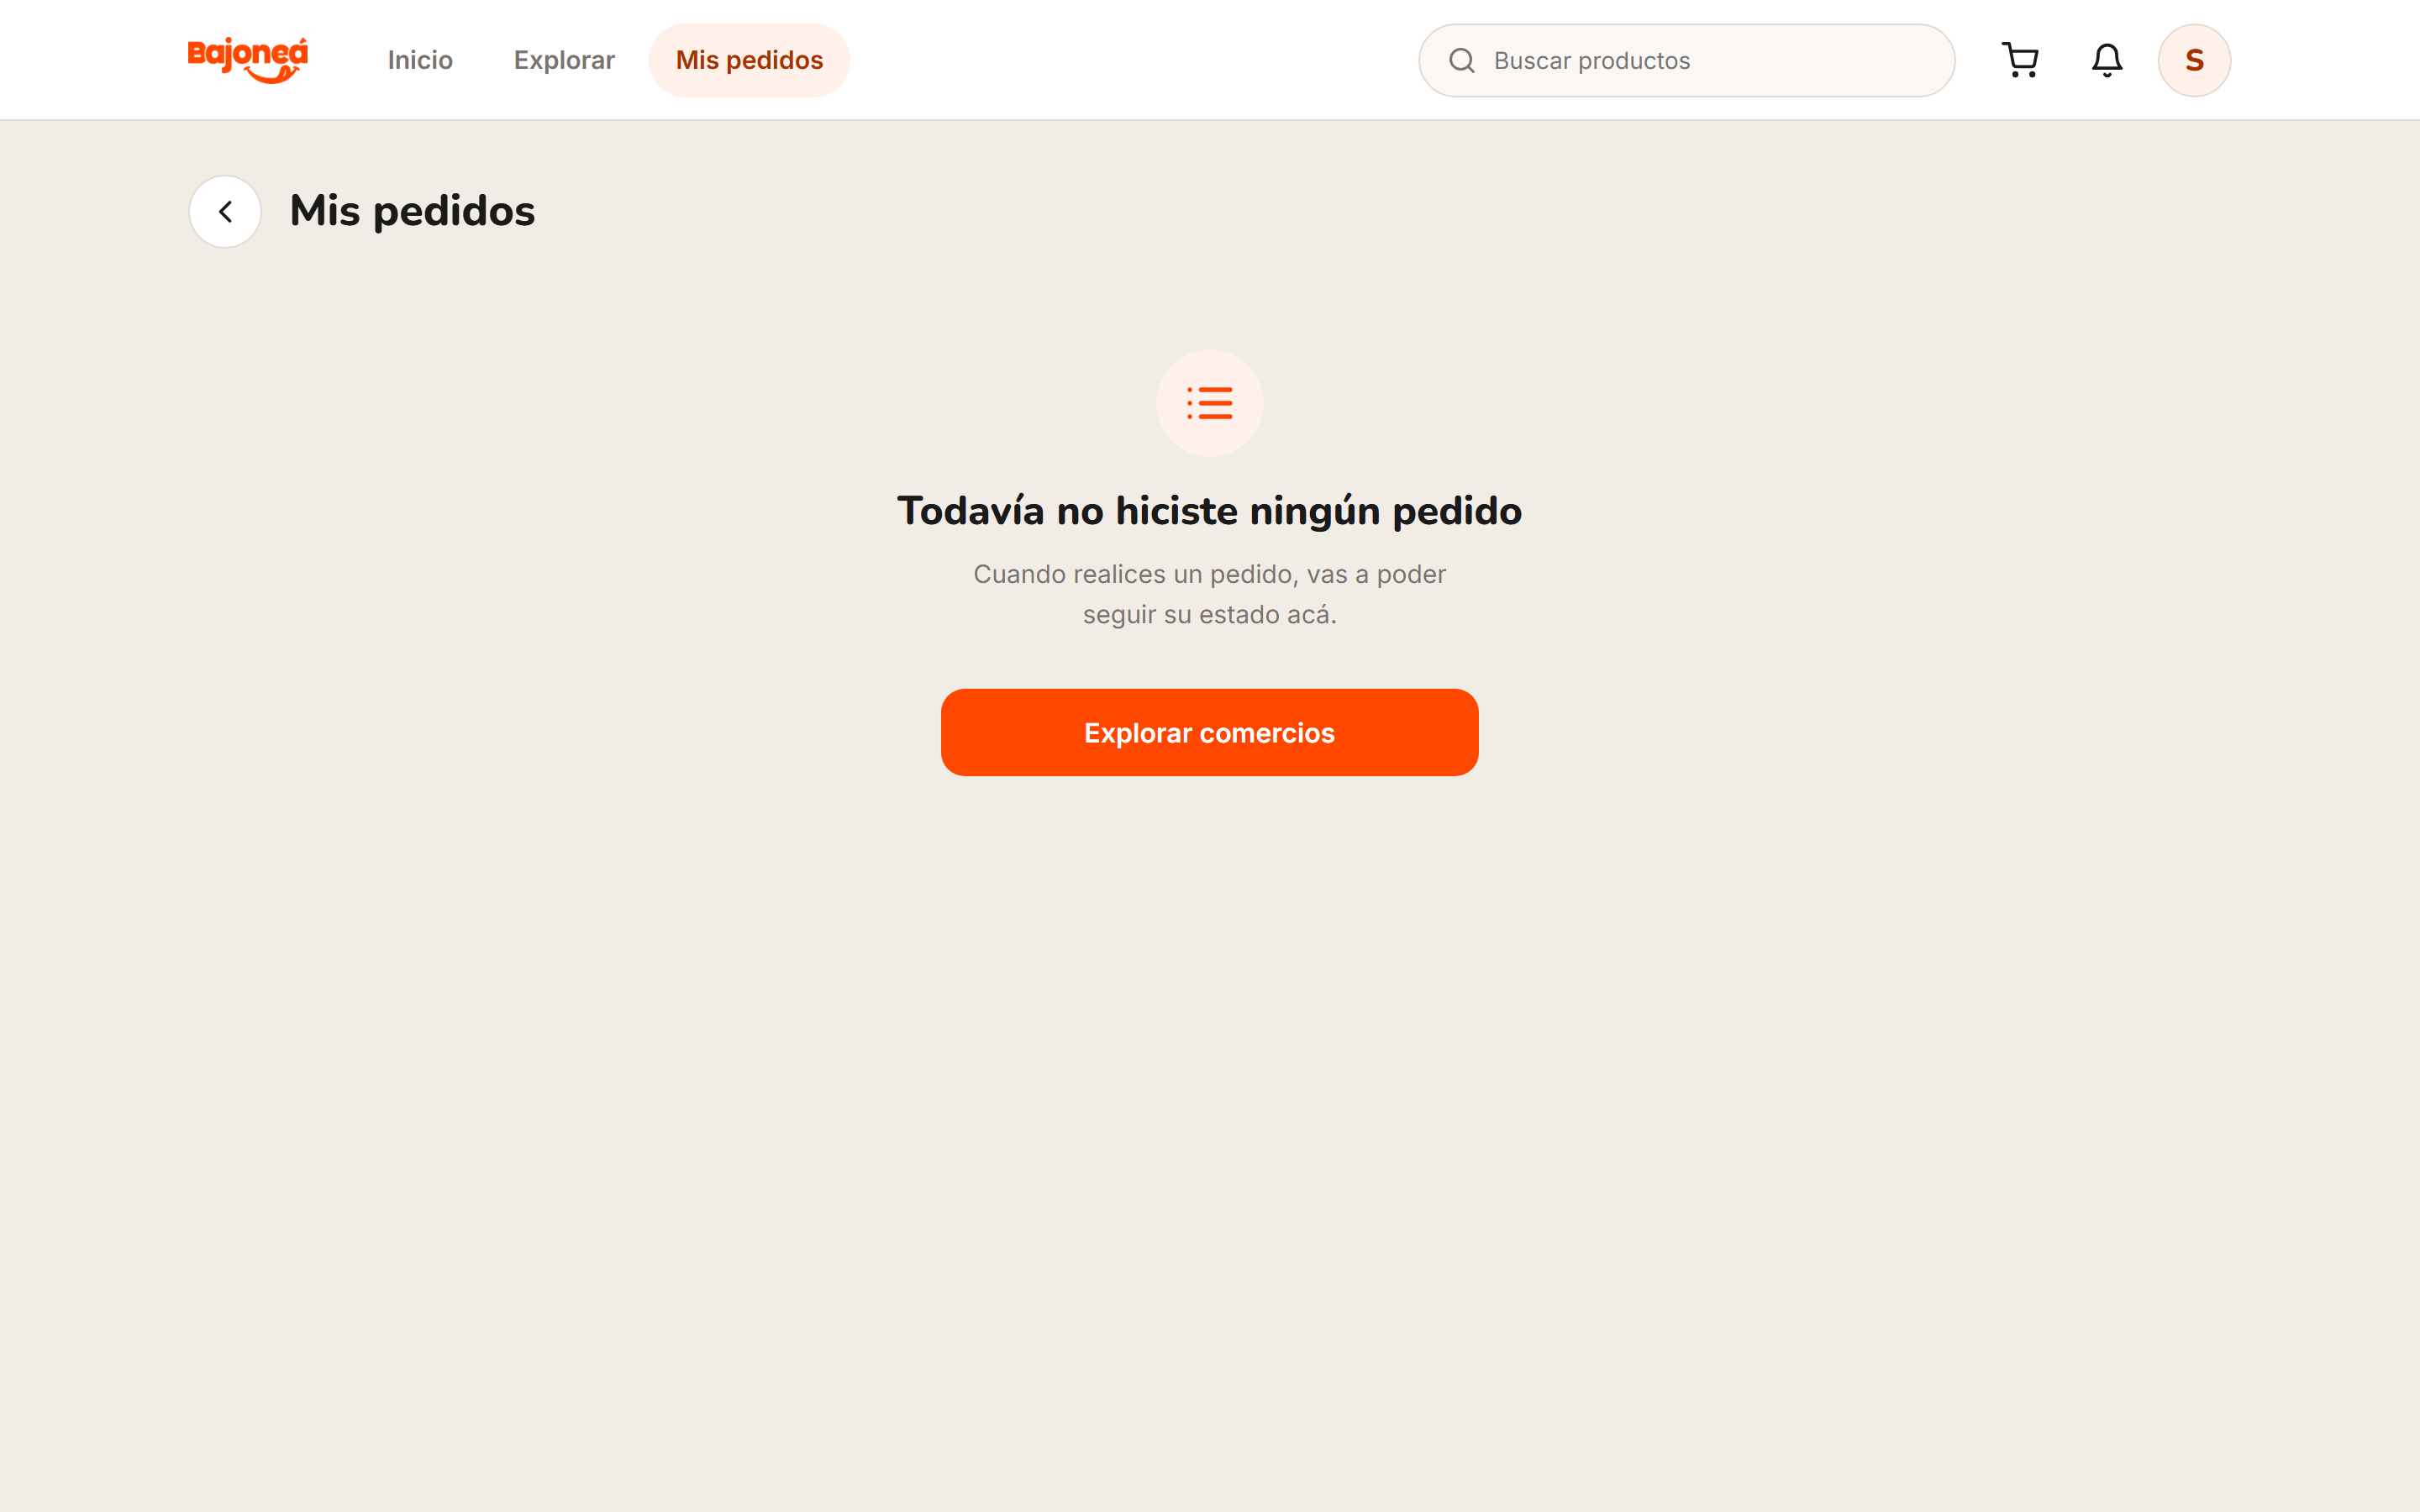 Bajoneá
Inicio
Explorar
Mis pedidos
Buscar productos
S
Mis pedidos
Todavía no hiciste ningún pedido
Cuando realices un pedido, vas a poder
seguir su estado acá.
Explorar comercios